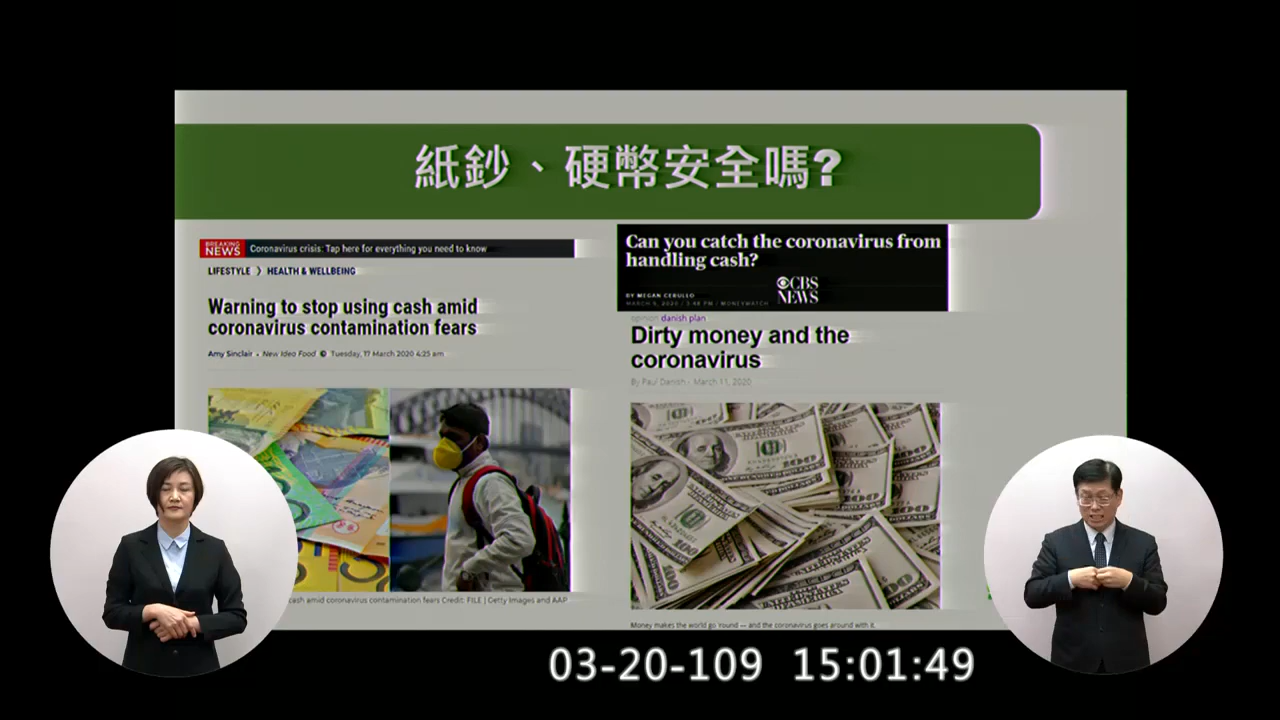 紙鈔、硬幣安全嗎?
BREAKING NEWS
Coronavirus crisis: Tap here for everything you need to know
LIFESTYLE > HEALTH & WELLBEING
Warning to stop using cash amid
coronavirus contamination fears
Amy Sinclair • New Idea Food Tuesday, 17 March 2020 4:25 am
cash amid coronavirus contamination fears Credit: FILE | Getty Images and AAP
Can you catch the coronavirus from
handling cash?
CBS
NEWS
BY MEGAN CERULLO
MONEYWATCH
opinion danish plan
Dirty money and the
coronavirus
By Paul Danish - March 11, 2020
Money makes the world go 'round — and the coronavirus goes around with it.
03-20-109 15:01:49